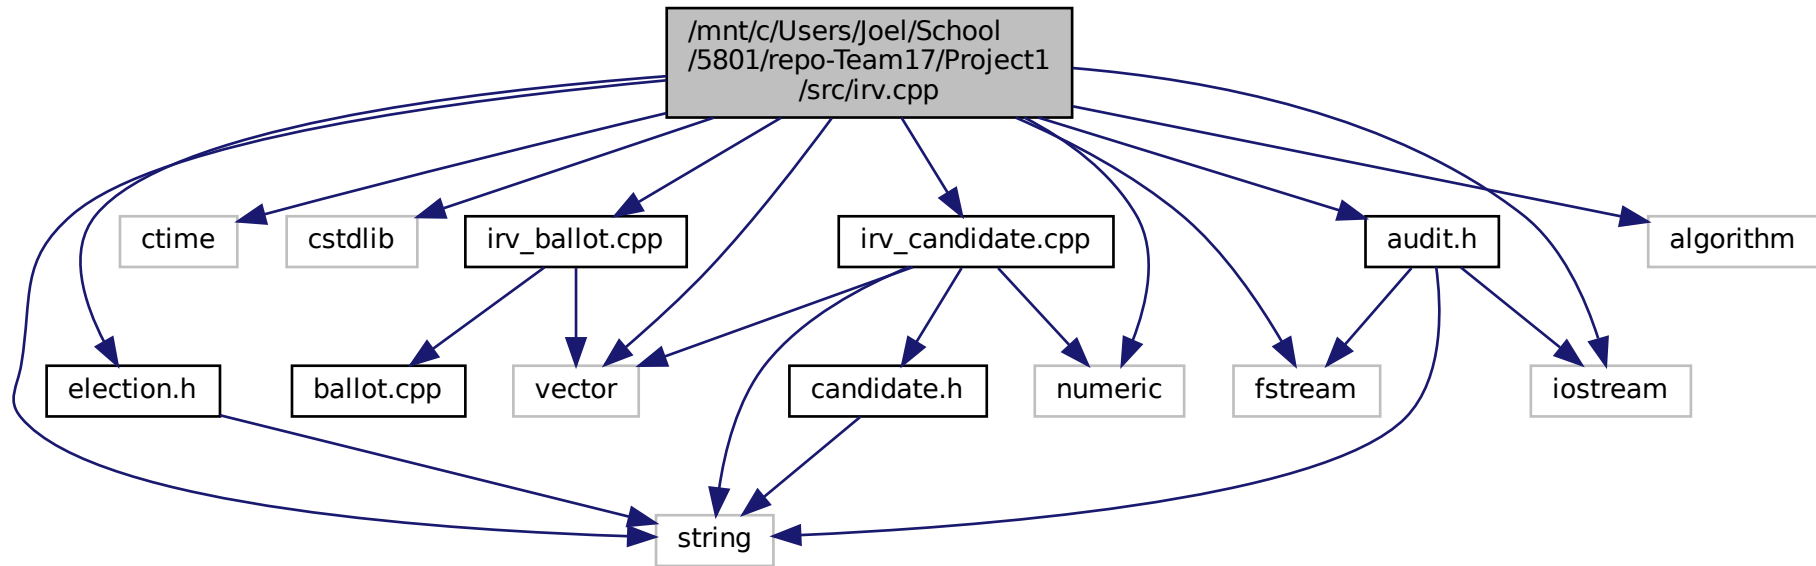 /mnt/c/Users/Joel/School
/5801/repo-Team17/Project1
/src/irv.cpp
ctime
cstdlib
irv_ballot.cpp
irv_candidate.cpp
audit.h
algorithm
election.h
ballot.cpp
vector
candidate.h
numeric
fstream
iostream
string